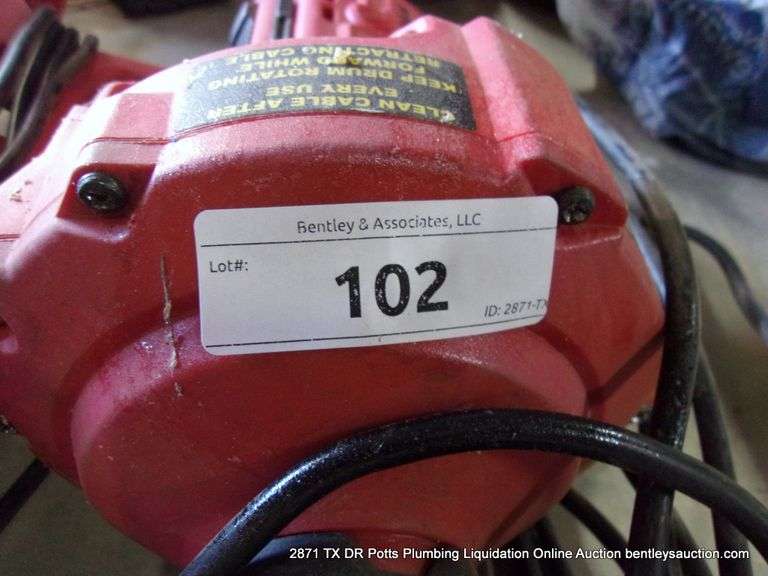 CLEAN CABLE AFTER
EVERY USE
KEEP DRUM ROTATING
FORWARD WHILE
RETRACTING CABLE
Bentley & Associates, LLC
Lot#:
102
ID: 2871-TX
2871 TX DR Potts Plumbing Liquidation Online Auction bentleysauction.com